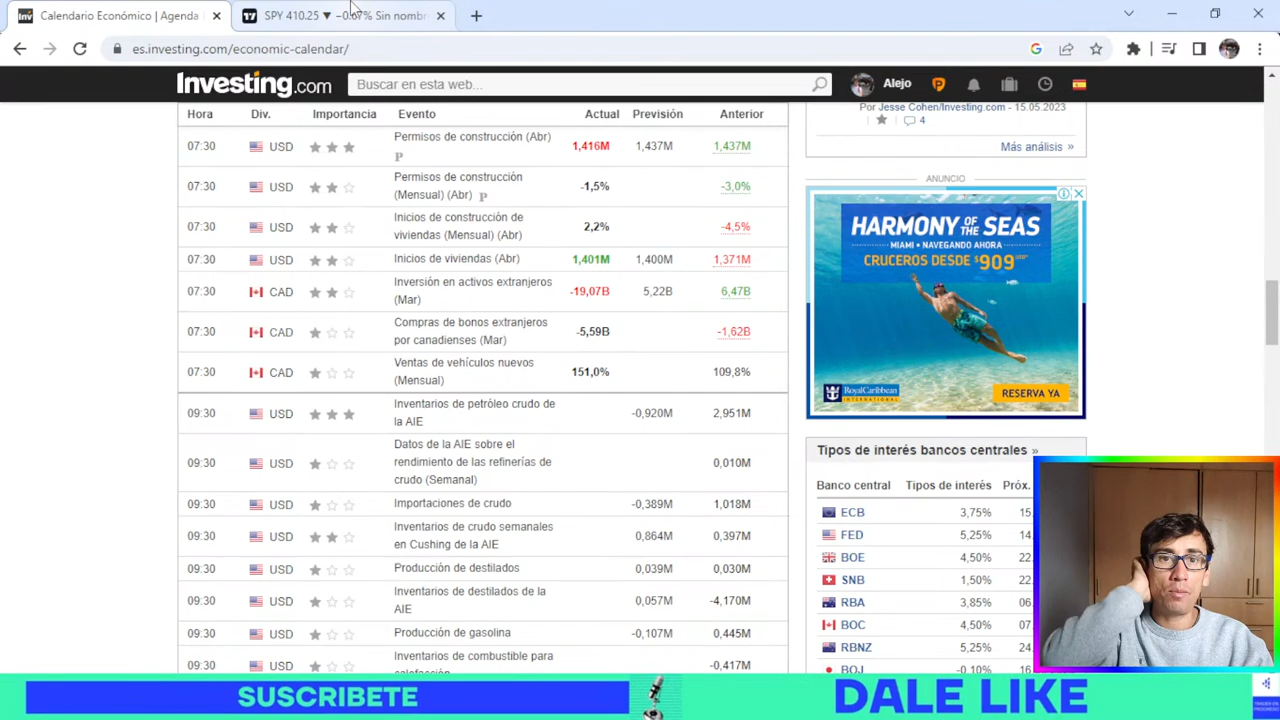 Calendario Económico | Agenda
SPY 410.25 ▼ −0.67% Sin nombr
es.investing.com/economic-calendar/
Investing.com
Buscar en esta web...
Alejo
Hora Div. Importancia Evento Actual Previsión Anterior
07:30 USD Permisos de construcción (Abr) 1,416M 1,437M 1,437M
07:30 USD Permisos de construcción (Mensual) (Abr) -1,5% -3,0%
07:30 USD Inicios de construcción de viviendas (Mensual) (Abr) 2,2% -4,5%
07:30 USD Inicios de viviendas (Abr) 1,401M 1,400M 1,371M
07:30 CAD Inversión en activos extranjeros (Mar) -19,07B 5,22B 6,47B
07:30 CAD Compras de bonos extranjeros por canadienses (Mar) -5,59B -1,62B
07:30 CAD Ventas de vehículos nuevos (Mensual) 151,0% 109,8%
09:30 USD Inventarios de petróleo crudo de la AIE -0,920M 2,951M
09:30 USD Datos de la AIE sobre el rendimiento de las refinerías de crudo (Semanal) 0,010M
09:30 USD Importaciones de crudo -0,389M 1,018M
09:30 USD Inventarios de crudo semanales en Cushing de la AIE 0,864M 0,397M
09:30 USD Producción de destilados 0,039M 0,030M
09:30 USD Inventarios de destilados de la AIE 0,057M -4,170M
09:30 USD Producción de gasolina -0,107M 0,445M
09:30 USD Inventarios de combustible para -0,417M
Por Jesse Cohen/Investing.com - 15.05.2023
4
Más análisis »
ANUNCIO
HARMONY OF THE SEAS
MIAMI • NAVEGANDO AHORA
CRUCEROS DESDE $909 USD*
RoyalCaribbean
INTERNATIONAL
RESERVA YA
Tipos de interés bancos centrales »
Banco central Tipos de interés Próx.
ECB 3,75% 15
FED 5,25% 14
BOE 4,50% 22
SNB 1,50% 22
RBA 3,85% 06
BOC 4,50% 07
RBNZ 5,25% 24
BOJ -0,10% 16
SUSCRIBETE
DALE LIKE